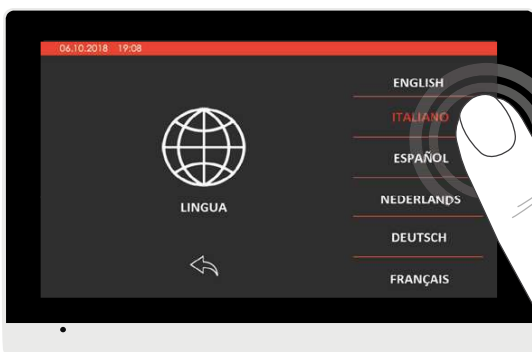 06.10.2018 19:08
ENGLISH
ITALIANO
ESPAÑOL
LINGUA
NEDERLANDS
DEUTSCH
FRANÇAIS